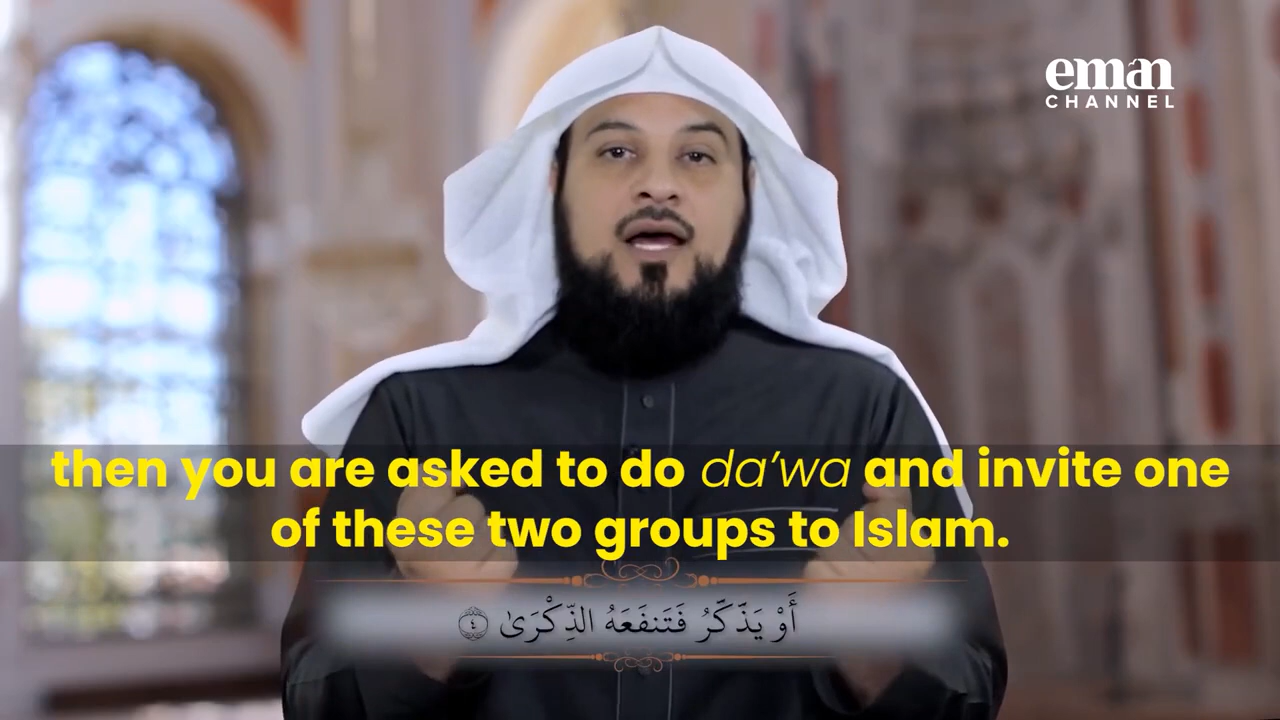 eman
CHANNEL
then you are asked to do da’wa and invite one
of these two groups to Islam.
أَوْ يَذَّكَّرُ فَتَنفَعَهُ الذِّكْرَىٰ ٤